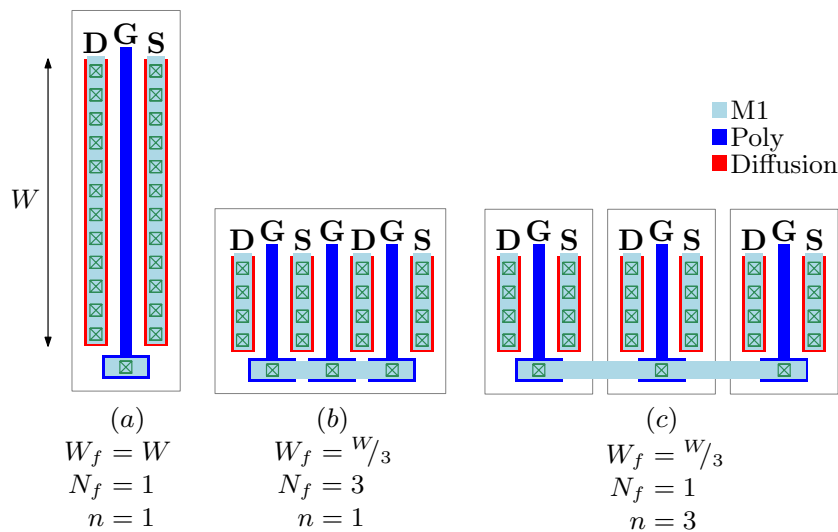 D G S
W
M1
Poly
Diffusion
D G S G D G S
D G S
D G S
D G S
(a)
W_f = W
N_f = 1
n = 1
(b)
W_f = W/3
N_f = 3
n = 1
(c)
W_f = W/3
N_f = 1
n = 3